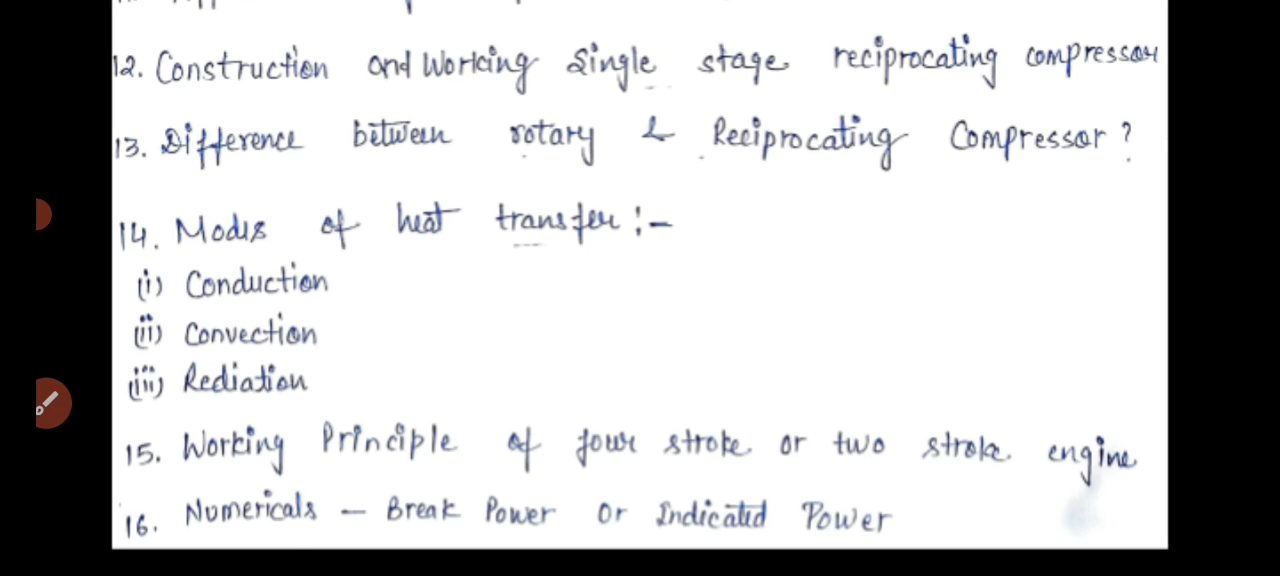 12. Construction and Working Single stage reciprocating compressor
13. Difference between rotary & Reciprocating Compressor ?
14. Modes of heat transfer :-
(i) Conduction
(ii) Convection
(iii) Rediation
15. Working Principle of four stroke or two stroke engine
16. Numericals - Break Power or Indicated Power